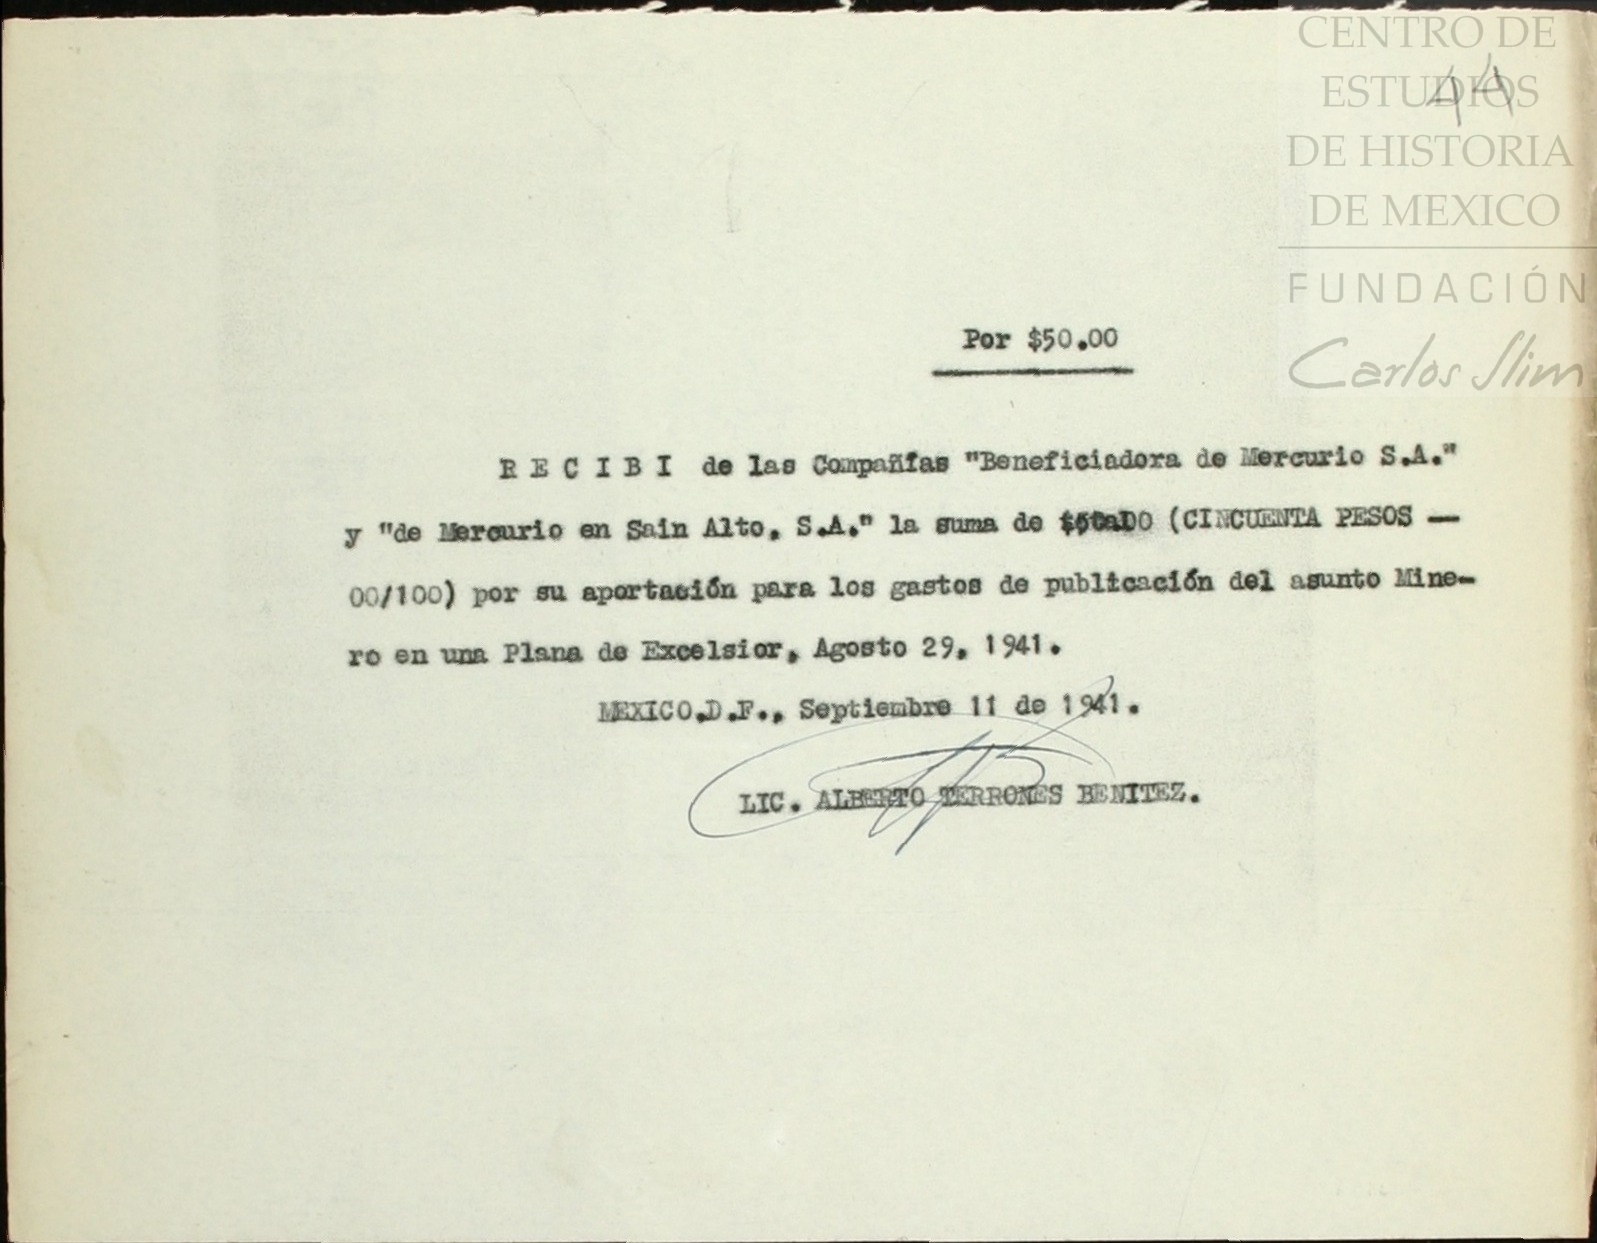 CENTRO DE
ESTUDIOS
44
DE HISTORIA
DE MEXICO
FUNDACIÓN
Carlos Slim
Por $50.00
R E C I B I de las Compañías "Beneficiadora de Mercurio S.A."
y "de Mercurio en Sain Alto, S.A." la suma de (CINCUENTA PESOS —
00/100) por su aportación para los gastos de publicación del asunto Mine-
ro en una Plana de Excelsior, Agosto 29, 1941.
MEXICO.D.F., Septiembre 11 de 1941.
LIC. ALBERTO TERRONES BENITEZ.